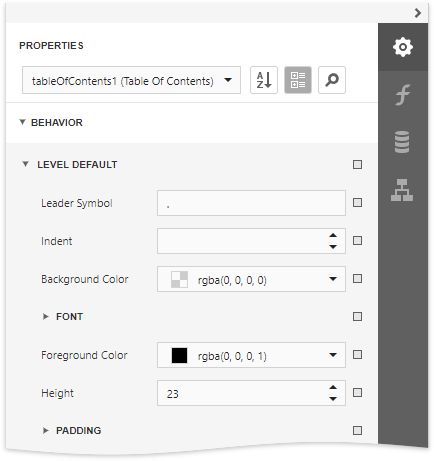 PROPERTIES
tableOfContents1 (Table Of Contents)
A
Z
BEHAVIOR
LEVEL DEFAULT
Leader Symbol .
Indent
Background Color rgba(0, 0, 0, 0)
FONT
Foreground Color rgba(0, 0, 0, 1)
Height 23
PADDING